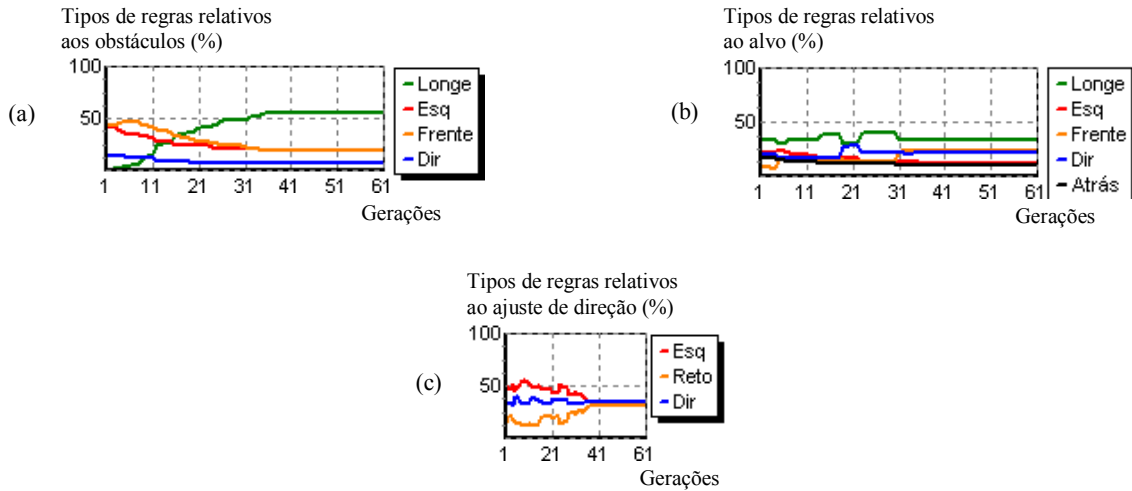 Tipos de regras relativos
aos obstáculos (%)
100
50
1 11 21 31 41 51 61
Gerações
Longe
Esq
Frente
Dir
(a)
Tipos de regras relativos
ao alvo (%)
100
50
1 11 21 31 41 51 61
Gerações
Longe
Esq
Frente
Dir
Atrás
(b)
Tipos de regras relativos
ao ajuste de direção (%)
100
50
1 21 41 61
Gerações
Esq
Reto
Dir
(c)